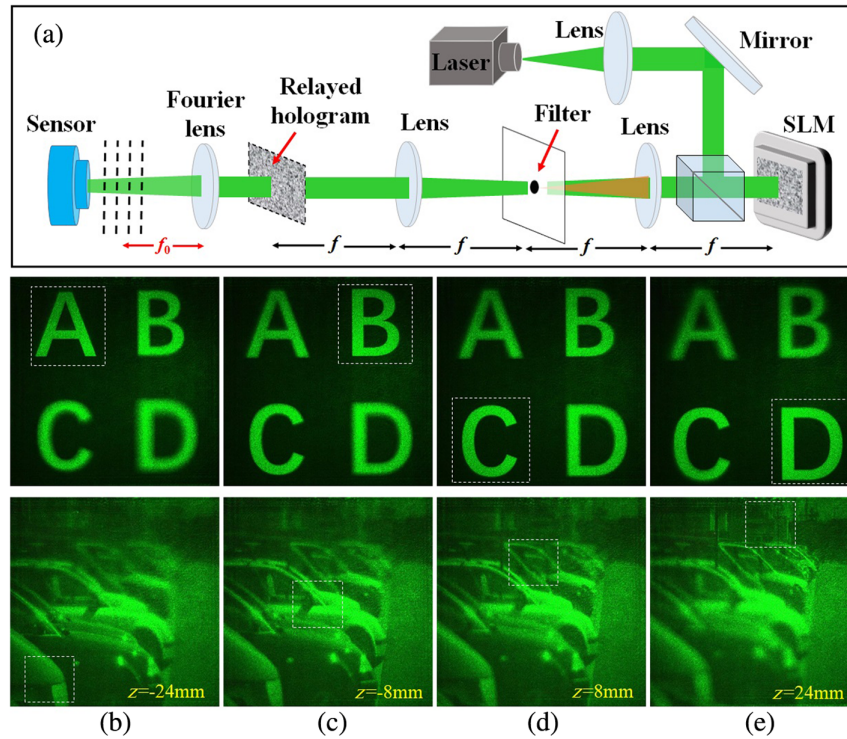 (a)
Laser
Lens
Mirror
Sensor
Fourier
lens
Relayed
hologram
Lens
Filter
Lens
SLM
f₀
f
f
f
f
A B
C D
A B
C D
A B
C D
A B
C D
z=-24mm
z=-8mm
z=8mm
z=24mm
(b)
(c)
(d)
(e)